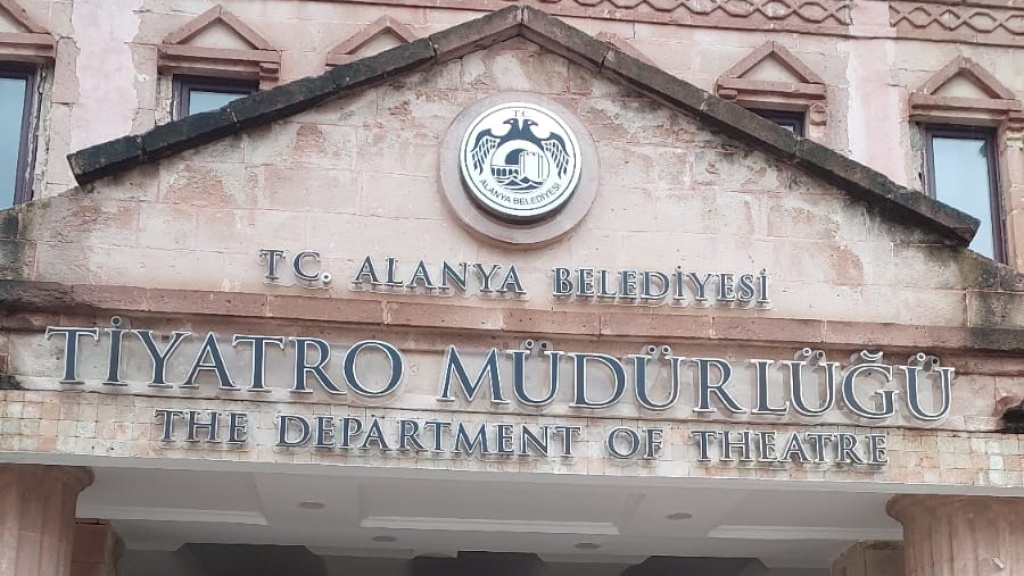 T.C.
ALANYA BELEDİYESİ
T.C. ALANYA BELEDİYESİ
TİYATRO MÜDÜRLÜĞÜ
THE DEPARTMENT OF THEATRE